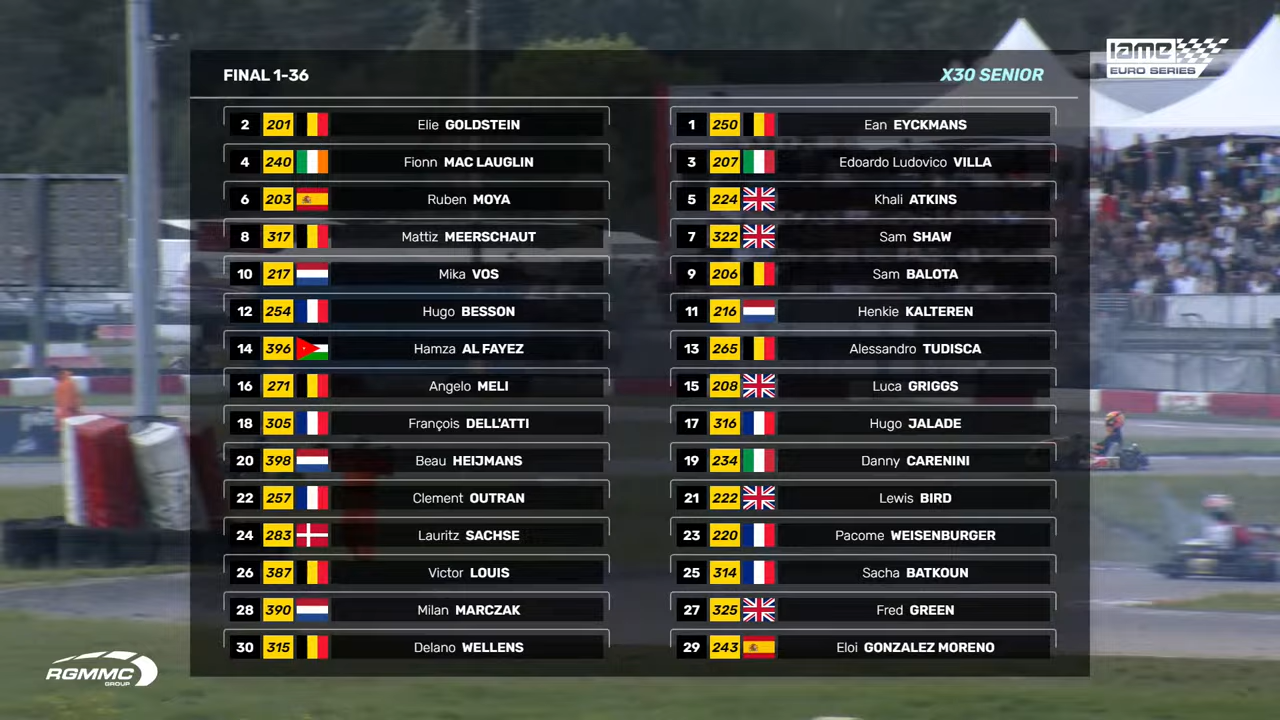 FINAL 1-36 X30 SENIOR
iame
EURO SERIES
2 201 Elie GOLDSTEIN 1 250 Ean EYCKMANS
4 240 Fionn MAC LAUGLIN 3 207 Edoardo Ludovico VILLA
6 203 Ruben MOYA 5 224 Khali ATKINS
8 317 Mattiz MEERSCHAUT 7 322 Sam SHAW
10 217 Mika VOS 9 206 Sam BALOTA
12 254 Hugo BESSON 11 216 Henkie KALTEREN
14 396 Hamza AL FAYEZ 13 265 Alessandro TUDISCA
16 271 Angelo MELI 15 208 Luca GRIGGS
18 305 François DELL'ATTI 17 316 Hugo JALADE
20 398 Beau HEIJMANS 19 234 Danny CARENINI
22 257 Clement OUTRAN 21 222 Lewis BIRD
24 283 Lauritz SACHSE 23 220 Pacome WEISENBURGER
26 387 Victor LOUIS 25 314 Sacha BATKOUN
28 390 Milan MARCZAK 27 325 Fred GREEN
30 315 Delano WELLENS 29 243 Eloi GONZALEZ MORENO
RGMMC
GROUP